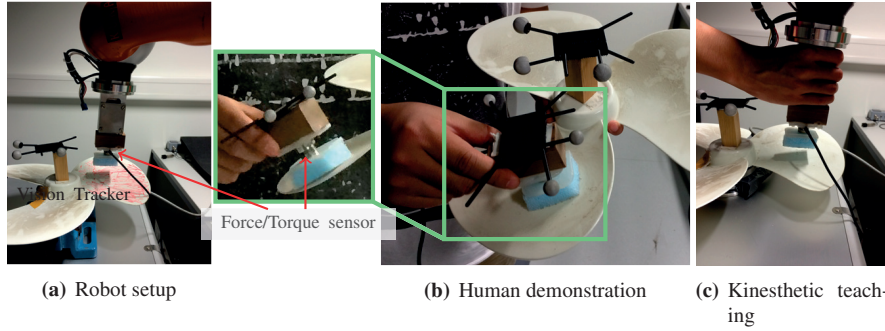 Vision Tracker
Force/Torque sensor
(a) Robot setup
(b) Human demonstration
(c) Kinesthetic teach-
ing